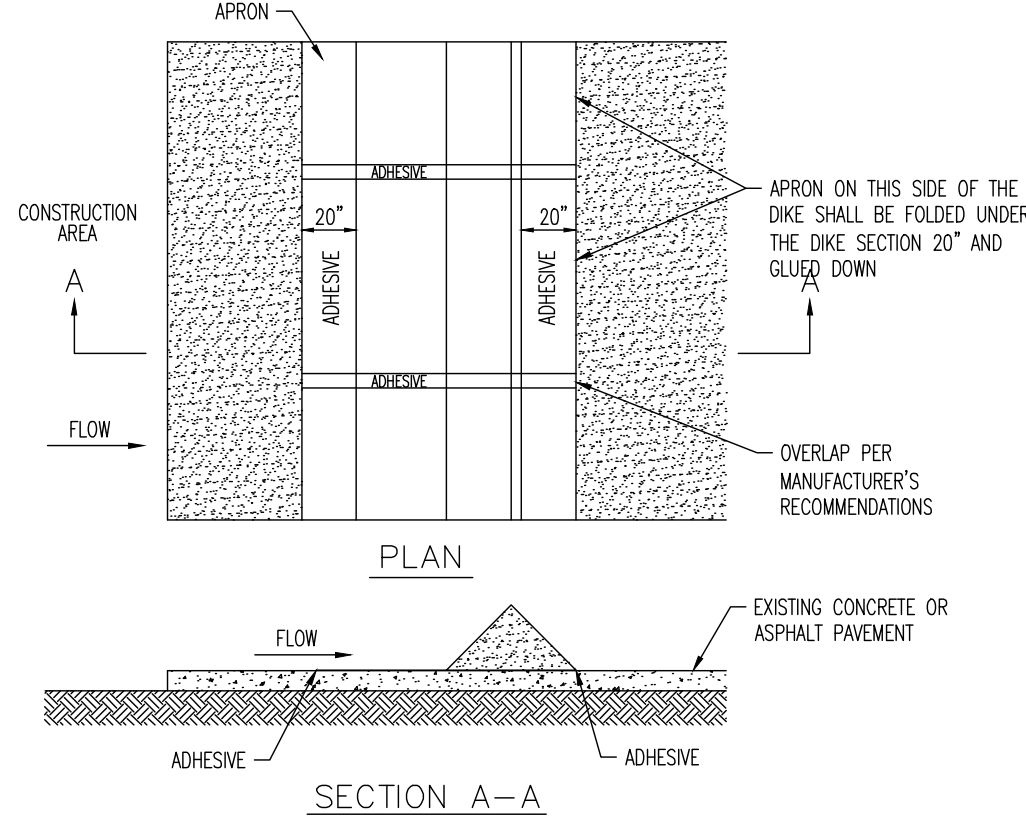 APRON
ADHESIVE
CONSTRUCTION
AREA
20"
20"
APRON ON THIS SIDE OF THE
DIKE SHALL BE FOLDED UNDER
THE DIKE SECTION 20" AND
GLUED DOWN
ADHESIVE
ADHESIVE
A
A
ADHESIVE
FLOW
OVERLAP PER
MANUFACTURER'S
RECOMMENDATIONS
PLAN
EXISTING CONCRETE OR
ASPHALT PAVEMENT
FLOW
ADHESIVE
ADHESIVE
SECTION A-A